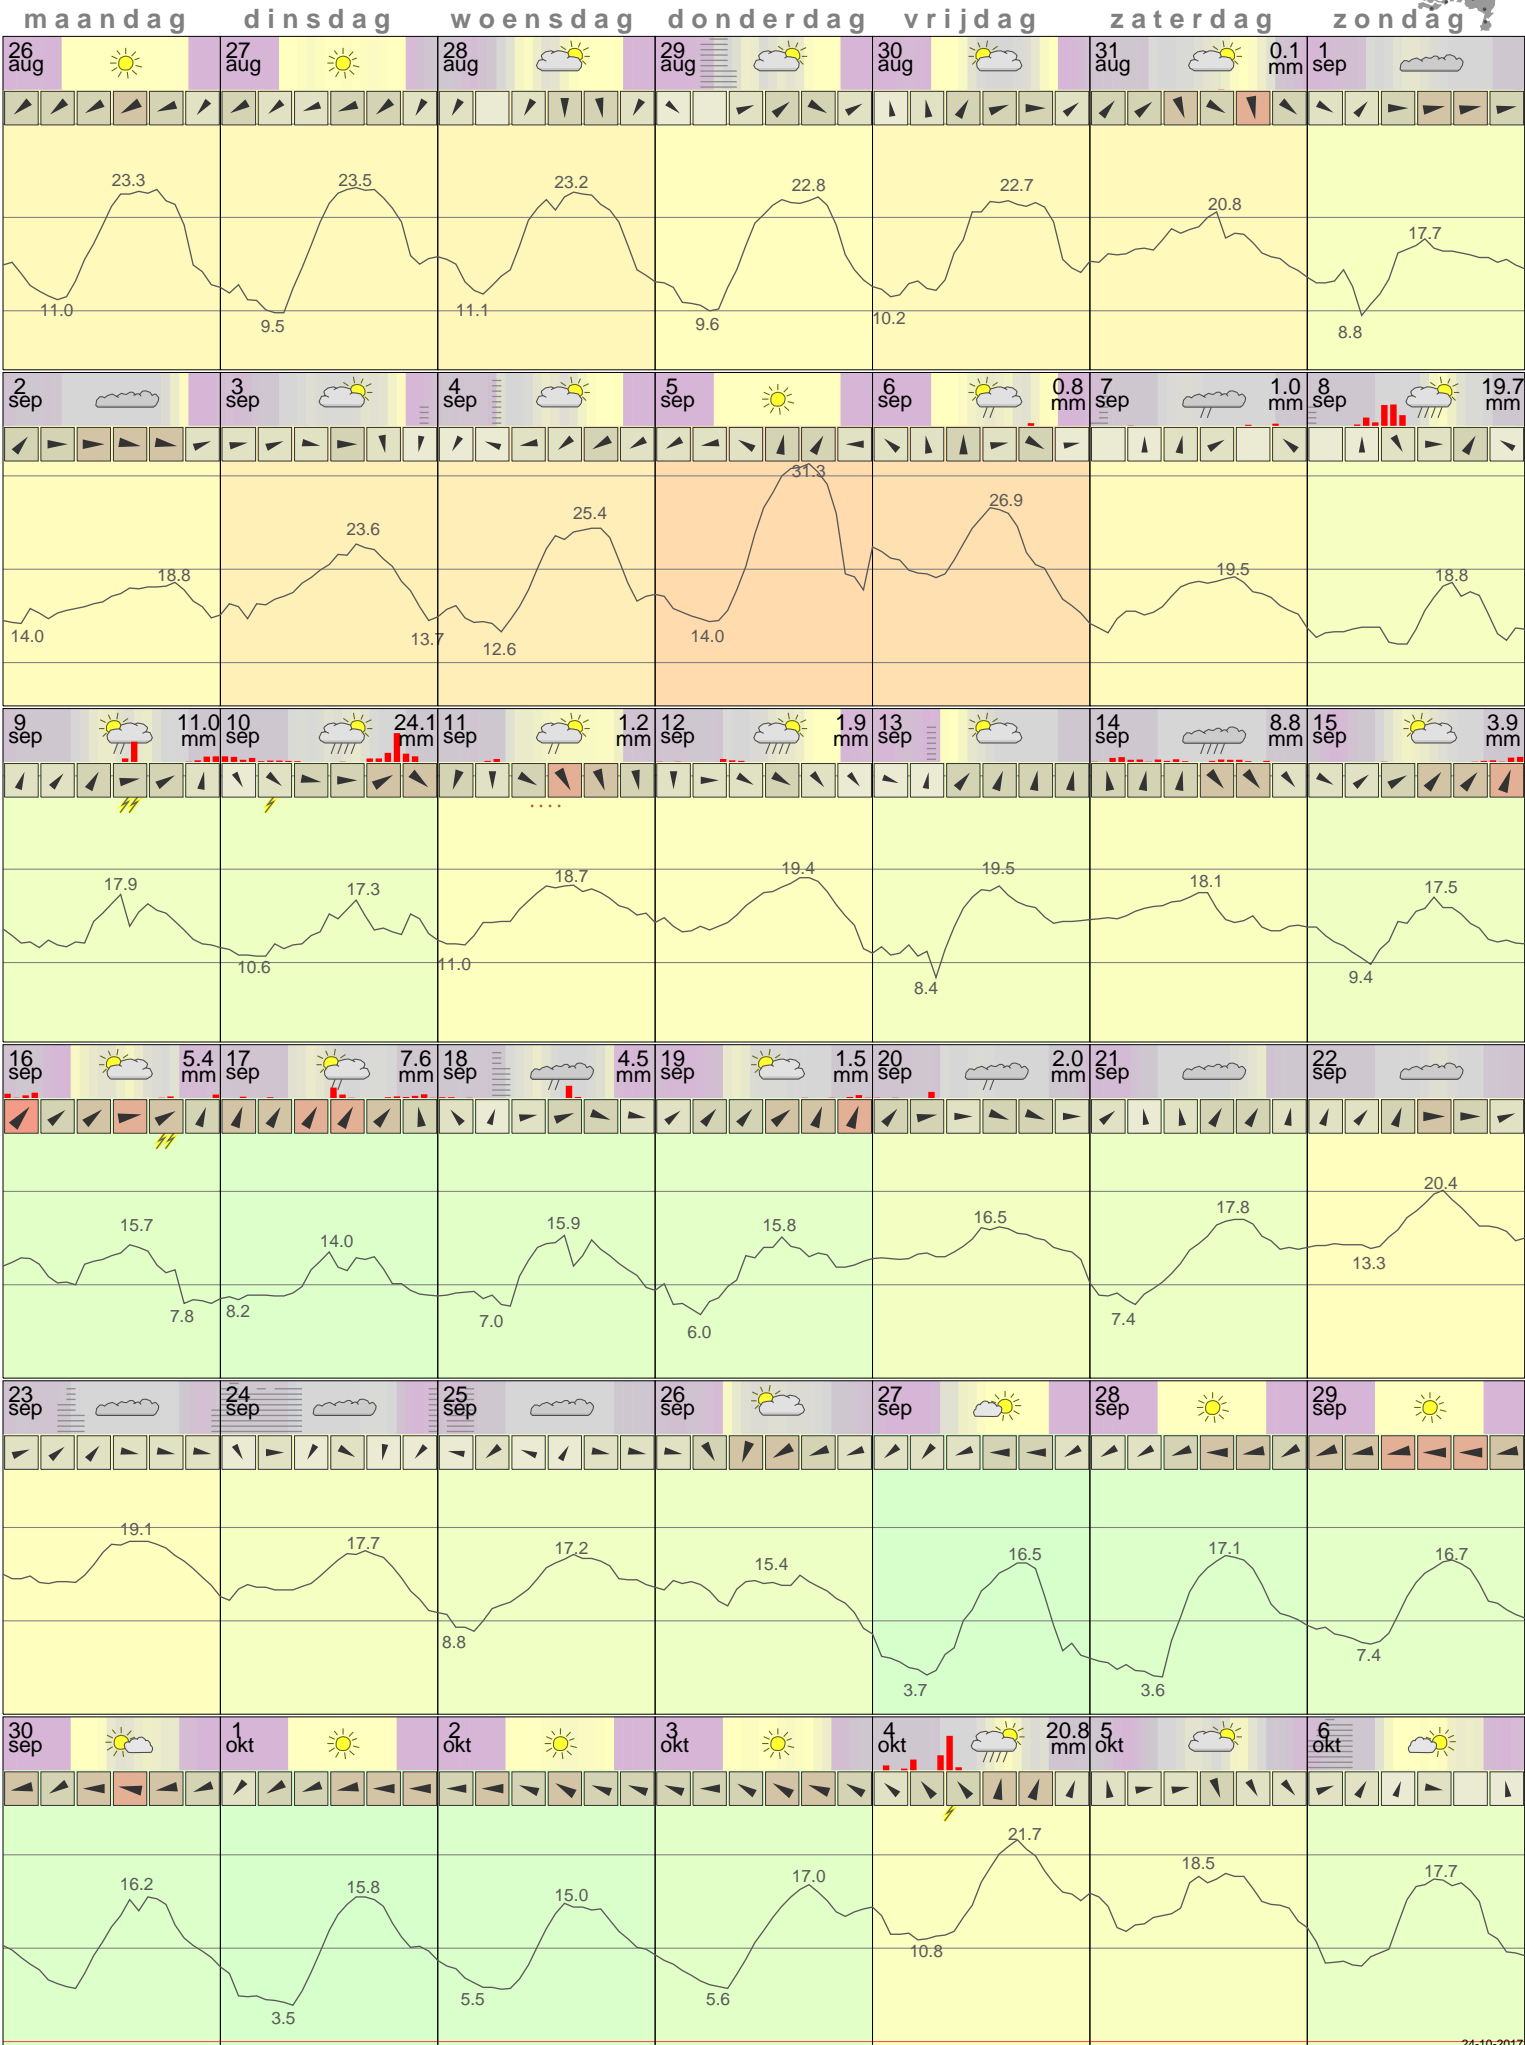 maandag dinsdag woensdag donderdag vrijdag zaterdag zondag
26 aug 27 aug 28 aug 29 aug 30 aug 31 aug 0.1 mm 1 sep
23.3 23.5 23.2 22.8 22.7 20.8 17.7
11.0 9.5 11.1 9.6 10.2 8.8
2 sep 3 sep 4 sep 5 sep 6 sep 0.8 mm 7 sep 1.0 mm 8 sep 19.7 mm
18.8 23.6 25.4 31.3 26.9 19.5 18.8
14.0 13.7 12.6 14.0
9 sep 11.0 mm 10 sep 24.1 mm 11 sep 1.2 mm 12 sep 1.9 mm 13 sep 14 sep 8.8 mm 15 sep 3.9 mm
17.9 17.3 18.7 19.4 19.5 18.1 17.5
10.6 11.0 8.4 9.4
16 sep 5.4 mm 17 sep 7.6 mm 18 sep 4.5 mm 19 sep 1.5 mm 20 sep 2.0 mm 21 sep 22 sep
15.7 14.0 15.9 15.8 16.5 17.8 20.4
7.8 8.2 7.0 6.0 7.4 13.3
23 sep 24 sep 25 sep 26 sep 27 sep 28 sep 29 sep
19.1 17.7 17.2 15.4 16.5 17.1 16.7
8.8 3.7 3.6 7.4
30 sep 1 okt 2 okt 3 okt 4 okt 20.8 mm 5 okt 6 okt
16.2 15.8 15.0 17.0 21.7 18.5 17.7
3.5 5.5 5.6 10.8
24-10-2017